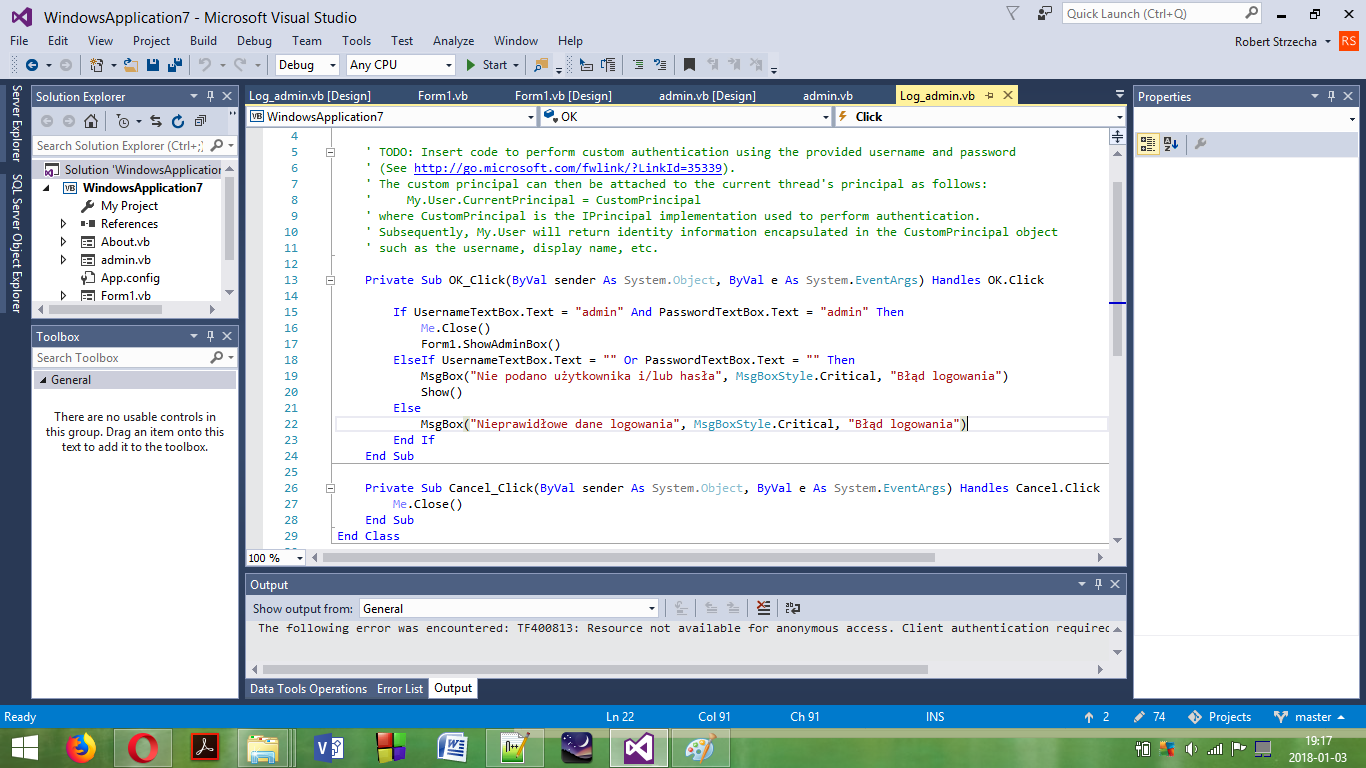 WindowsApplication7 - Microsoft Visual Studio
Quick Launch (Ctrl+Q)
File Edit View Project Build Debug Team Tools Test Analyze Window Help
Robert Strzecha RS
Debug Any CPU Start
Server Explorer
SQL Server Object Explorer
Solution Explorer
Search Solution Explorer (Ctrl+;)
Solution 'WindowsApplication
WindowsApplication7
My Project
References
About.vb
admin.vb
App.config
Form1.vb
Toolbox
Search Toolbox
General
There are no usable controls in
this group. Drag an item onto this
text to add it to the toolbox.
Log_admin.vb [Design] Form1.vb Form1.vb [Design] admin.vb [Design] admin.vb Log_admin.vb
WindowsApplication7 OK Click
4
5 ' TODO: Insert code to perform custom authentication using the provided username and password
6 ' (See http://go.microsoft.com/fwlink/?LinkId=35339).
7 ' The custom principal can then be attached to the current thread's principal as follows:
8 ' My.User.CurrentPrincipal = CustomPrincipal
9 ' where CustomPrincipal is the IPrincipal implementation used to perform authentication.
10 ' Subsequently, My.User will return identity information encapsulated in the CustomPrincipal object
11 ' such as the username, display name, etc.
12
13 Private Sub OK_Click(ByVal sender As System.Object, ByVal e As System.EventArgs) Handles OK.Click
14
15 If UsernameTextBox.Text = "admin" And PasswordTextBox.Text = "admin" Then
16 Me.Close()
17 Form1.ShowAdminBox()
18 ElseIf UsernameTextBox.Text = "" Or PasswordTextBox.Text = "" Then
19 MsgBox("Nie podano użytkownika i/lub hasła", MsgBoxStyle.Critical, "Błąd logowania")
20 Show()
21 Else
22 MsgBox("Nieprawidłowe dane logowania", MsgBoxStyle.Critical, "Błąd logowania")
23 End If
24 End Sub
25
26 Private Sub Cancel_Click(ByVal sender As System.Object, ByVal e As System.EventArgs) Handles Cancel.Click
27 Me.Close()
28 End Sub
29 End Class
100 %
Output
Show output from: General
The following error was encountered: TF400813: Resource not available for anonymous access. Client authentication required
Data Tools Operations Error List Output
Properties
Ready Ln 22 Col 91 Ch 91 INS 2 74 Projects master
19:17
2018-01-03